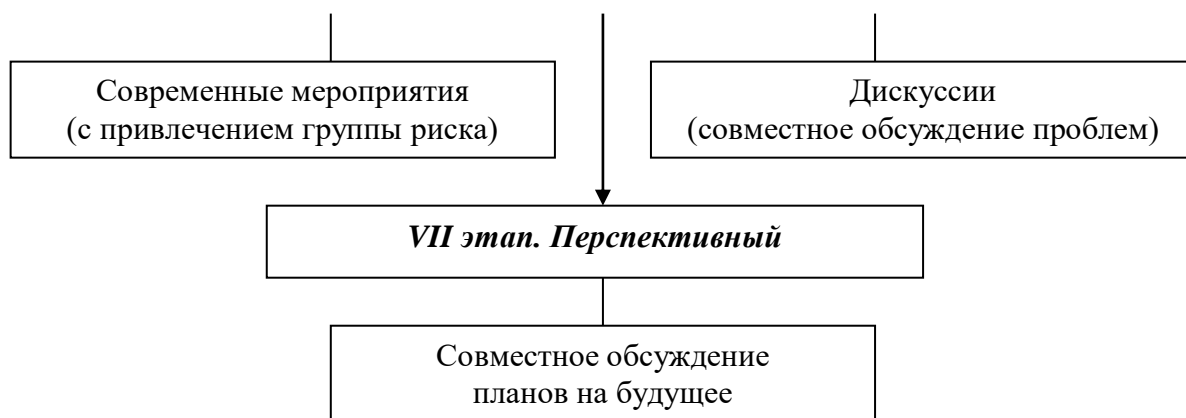 Современные мероприятия
(с привлечением группы риска)
Дискуссии
(совместное обсуждение проблем)
VII этап. Перспективный
Совместное обсуждение
планов на будущее